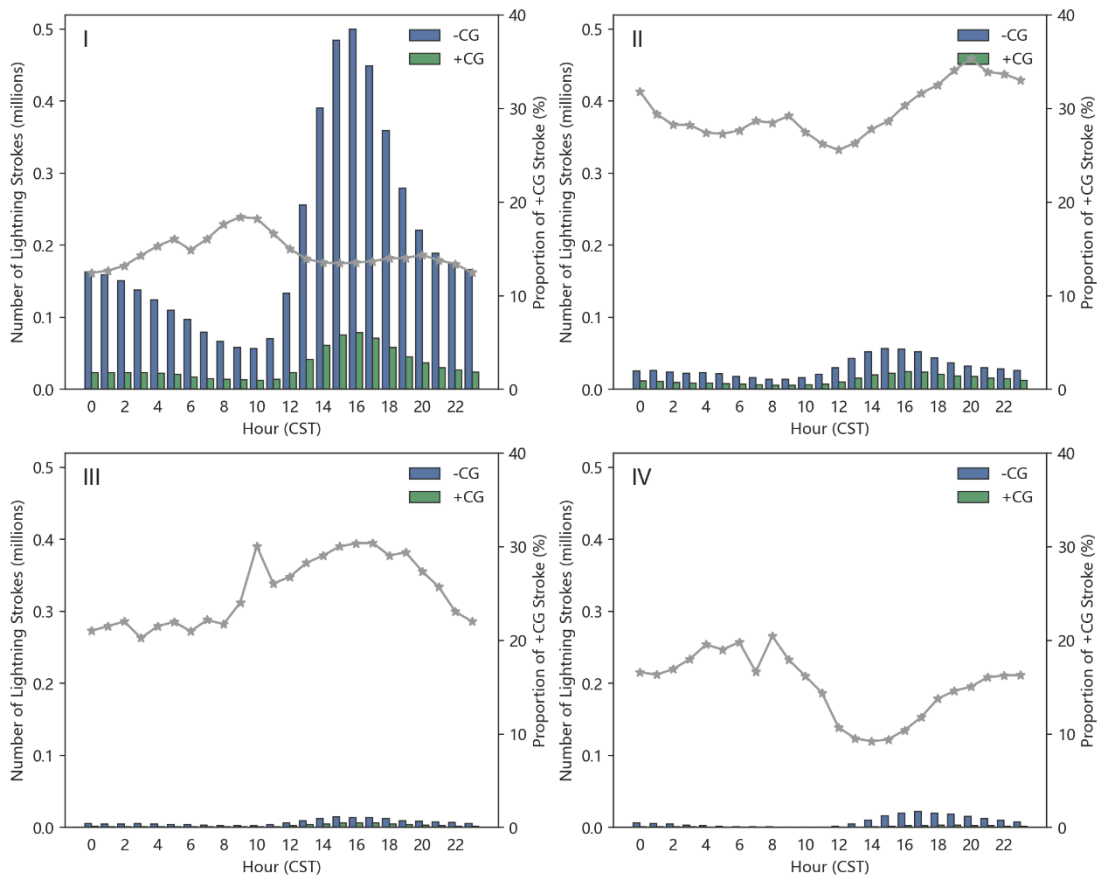 I
-CG
+CG
0.5
0.4
0.3
0.2
0.1
0.0
Number of Lightning Strokes (millions)
40
30
20
10
0
Proportion of +CG Stroke (%)
0 2 4 6 8 10 12 14 16 18 20 22
Hour (CST)
II
-CG
+CG
0.5
0.4
0.3
0.2
0.1
0.0
Number of Lightning Strokes (millions)
40
30
20
10
0
Proportion of +CG Stroke (%)
0 2 4 6 8 10 12 14 16 18 20 22
Hour (CST)
III
-CG
+CG
0.5
0.4
0.3
0.2
0.1
0.0
Number of Lightning Strokes (millions)
40
30
20
10
0
Proportion of +CG Stroke (%)
0 2 4 6 8 10 12 14 16 18 20 22
Hour (CST)
IV
-CG
+CG
0.5
0.4
0.3
0.2
0.1
0.0
Number of Lightning Strokes (millions)
40
30
20
10
0
Proportion of +CG Stroke (%)
0 2 4 6 8 10 12 14 16 18 20 22
Hour (CST)